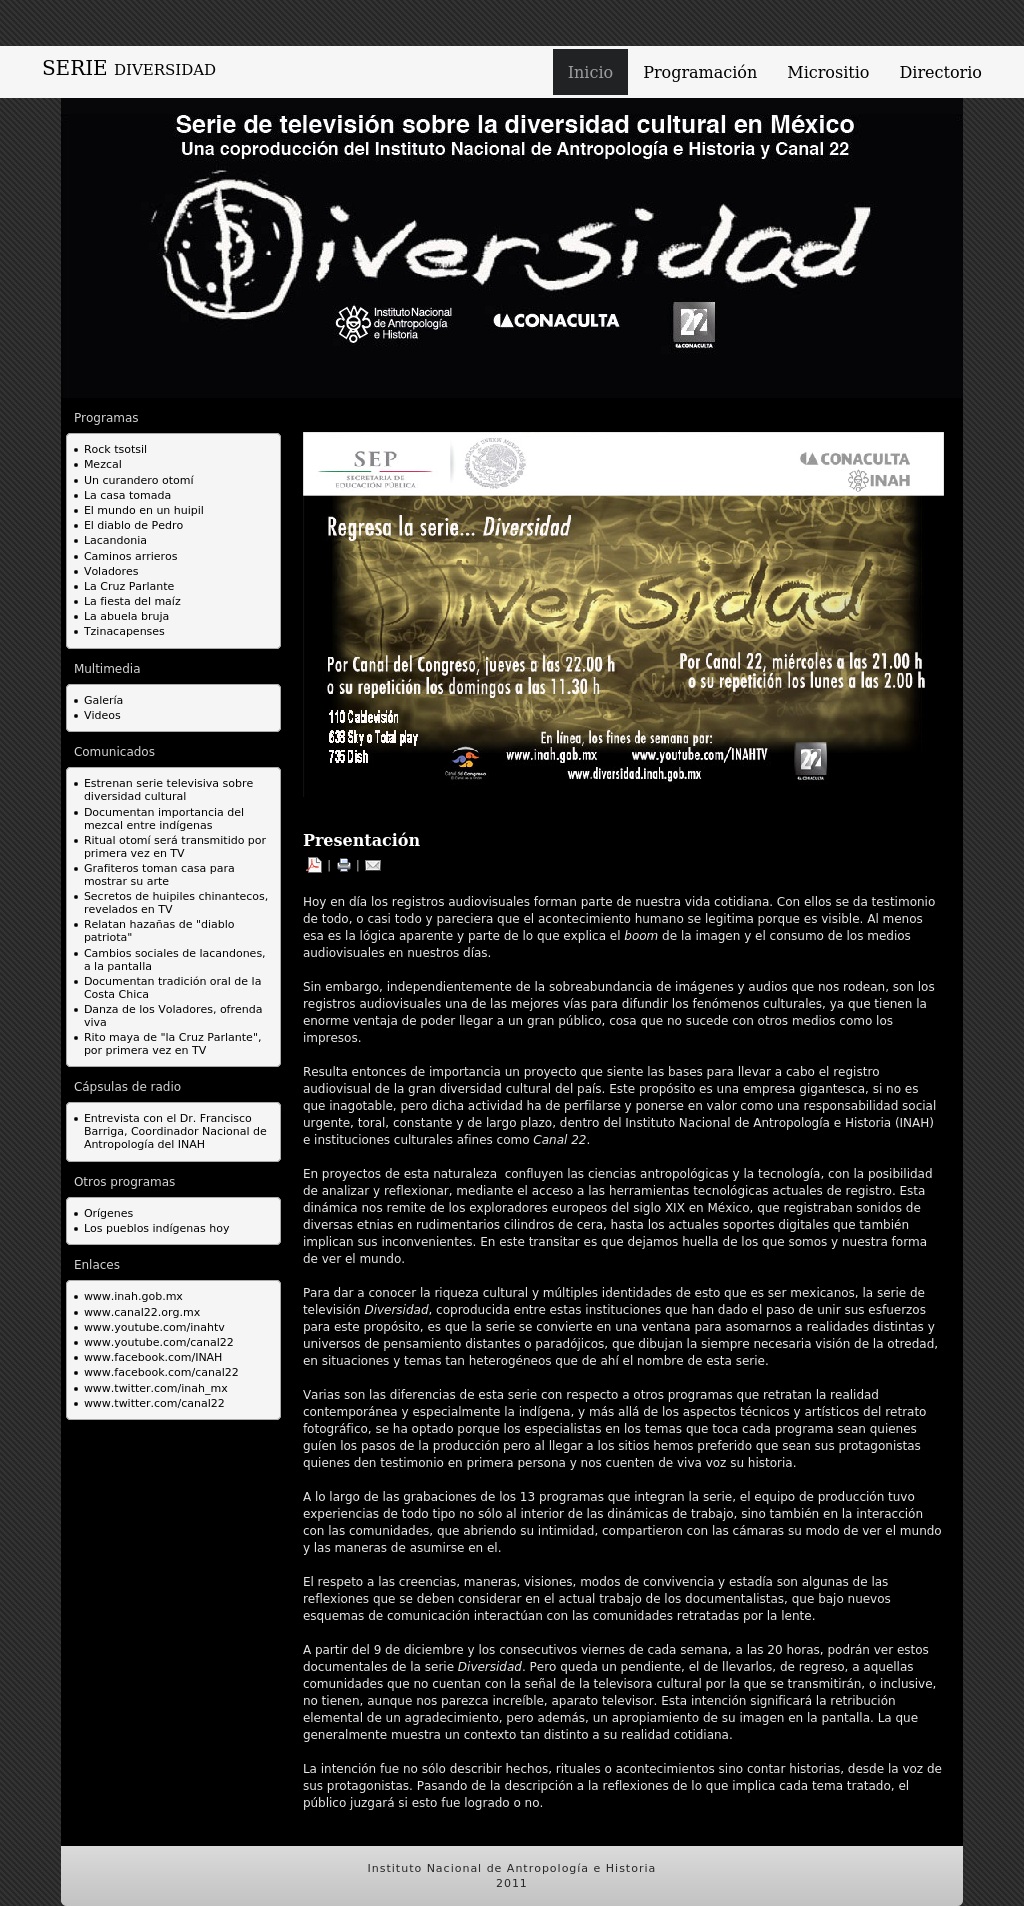 SERIE DIVERSIDAD
Inicio
Programación
Micrositio
Directorio
Serie de televisión sobre la diversidad cultural en México
Una coproducción del Instituto Nacional de Antropología e Historia y Canal 22
Diversidad
Instituto Nacional
de Antropología
e Historia
CONACULTA
22
CONACULTA
Programas
Rock tsotsil
Mezcal
Un curandero otomí
La casa tomada
El mundo en un huipil
El diablo de Pedro
Lacandonia
Caminos arrieros
Voladores
La Cruz Parlante
La fiesta del maíz
La abuela bruja
Tzinacapenses
Multimedia
Galería
Videos
Comunicados
Estrenan serie televisiva sobre
diversidad cultural
Documentan importancia del
mezcal entre indígenas
Ritual otomí será transmitido por
primera vez en TV
Grafiteros toman casa para
mostrar su arte
Secretos de huipiles chinantecos,
revelados en TV
Relatan hazañas de "diablo
patriota"
Cambios sociales de lacandones,
a la pantalla
Documentan tradición oral de la
Costa Chica
Danza de los Voladores, ofrenda
viva
Rito maya de "la Cruz Parlante",
por primera vez en TV
Cápsulas de radio
Entrevista con el Dr. Francisco
Barriga, Coordinador Nacional de
Antropología del INAH
Otros programas
Orígenes
Los pueblos indígenas hoy
Enlaces
www.inah.gob.mx
www.canal22.org.mx
www.youtube.com/inahtv
www.youtube.com/canal22
www.facebook.com/INAH
www.facebook.com/canal22
www.twitter.com/inah_mx
www.twitter.com/canal22
SEP
SECRETARÍA DE
EDUCACIÓN PÚBLICA
CONACULTA
INAH
Regresa la serie... Diversidad
Diversidad
Por Canal del Congreso, jueves a las 22.00 h
o su repetición los domingos a las 11.30 h
Por Canal 22, miércoles a las 21.00 h
o su repetición los lunes a las 2.00 h
110 Cablevisión
638 Sky o Total play
735 Dish
En línea, los fines de semana por:
www.inah.gob.mx
www.youtube.com/INAHTV
www.diversidad.inah.gob.mx
22
Presentación
| |
Hoy en día los registros audiovisuales forman parte de nuestra vida cotidiana. Con ellos se da testimonio
de todo, o casi todo y pareciera que el acontecimiento humano se legitima porque es visible. Al menos
esa es la lógica aparente y parte de lo que explica el boom de la imagen y el consumo de los medios
audiovisuales en nuestros días.
Sin embargo, independientemente de la sobreabundancia de imágenes y audios que nos rodean, son los
registros audiovisuales una de las mejores vías para difundir los fenómenos culturales, ya que tienen la
enorme ventaja de poder llegar a un gran público, cosa que no sucede con otros medios como los
impresos.
Resulta entonces de importancia un proyecto que siente las bases para llevar a cabo el registro
audiovisual de la gran diversidad cultural del país. Este propósito es una empresa gigantesca, si no es
que inagotable, pero dicha actividad ha de perfilarse y ponerse en valor como una responsabilidad social
urgente, toral, constante y de largo plazo, dentro del Instituto Nacional de Antropología e Historia (INAH)
e instituciones culturales afines como Canal 22.
En proyectos de esta naturaleza  confluyen las ciencias antropológicas y la tecnología, con la posibilidad
de analizar y reflexionar, mediante el acceso a las herramientas tecnológicas actuales de registro. Esta
dinámica nos remite de los exploradores europeos del siglo XIX en México, que registraban sonidos de
diversas etnias en rudimentarios cilindros de cera, hasta los actuales soportes digitales que también
implican sus inconvenientes. En este transitar es que dejamos huella de los que somos y nuestra forma
de ver el mundo.
Para dar a conocer la riqueza cultural y múltiples identidades de esto que es ser mexicanos, la serie de
televisión Diversidad, coproducida entre estas instituciones que han dado el paso de unir sus esfuerzos
para este propósito, es que la serie se convierte en una ventana para asomarnos a realidades distintas y
universos de pensamiento distantes o paradójicos, que dibujan la siempre necesaria visión de la otredad,
en situaciones y temas tan heterogéneos que de ahí el nombre de esta serie.
Varias son las diferencias de esta serie con respecto a otros programas que retratan la realidad
contemporánea y especialmente la indígena, y más allá de los aspectos técnicos y artísticos del retrato
fotográfico, se ha optado porque los especialistas en los temas que toca cada programa sean quienes
guíen los pasos de la producción pero al llegar a los sitios hemos preferido que sean sus protagonistas
quienes den testimonio en primera persona y nos cuenten de viva voz su historia.
A lo largo de las grabaciones de los 13 programas que integran la serie, el equipo de producción tuvo
experiencias de todo tipo no sólo al interior de las dinámicas de trabajo, sino también en la interacción
con las comunidades, que abriendo su intimidad, compartieron con las cámaras su modo de ver el mundo
y las maneras de asumirse en el.
El respeto a las creencias, maneras, visiones, modos de convivencia y estadía son algunas de las
reflexiones que se deben considerar en el actual trabajo de los documentalistas, que bajo nuevos
esquemas de comunicación interactúan con las comunidades retratadas por la lente.
A partir del 9 de diciembre y los consecutivos viernes de cada semana, a las 20 horas, podrán ver estos
documentales de la serie Diversidad. Pero queda un pendiente, el de llevarlos, de regreso, a aquellas
comunidades que no cuentan con la señal de la televisora cultural por la que se transmitirán, o inclusive,
no tienen, aunque nos parezca increíble, aparato televisor. Esta intención significará la retribución
elemental de un agradecimiento, pero además, un apropiamiento de su imagen en la pantalla. La que
generalmente muestra un contexto tan distinto a su realidad cotidiana.
La intención fue no sólo describir hechos, rituales o acontecimientos sino contar historias, desde la voz de
sus protagonistas. Pasando de la descripción a la reflexiones de lo que implica cada tema tratado, el
público juzgará si esto fue logrado o no.
Instituto Nacional de Antropología e Historia
2011